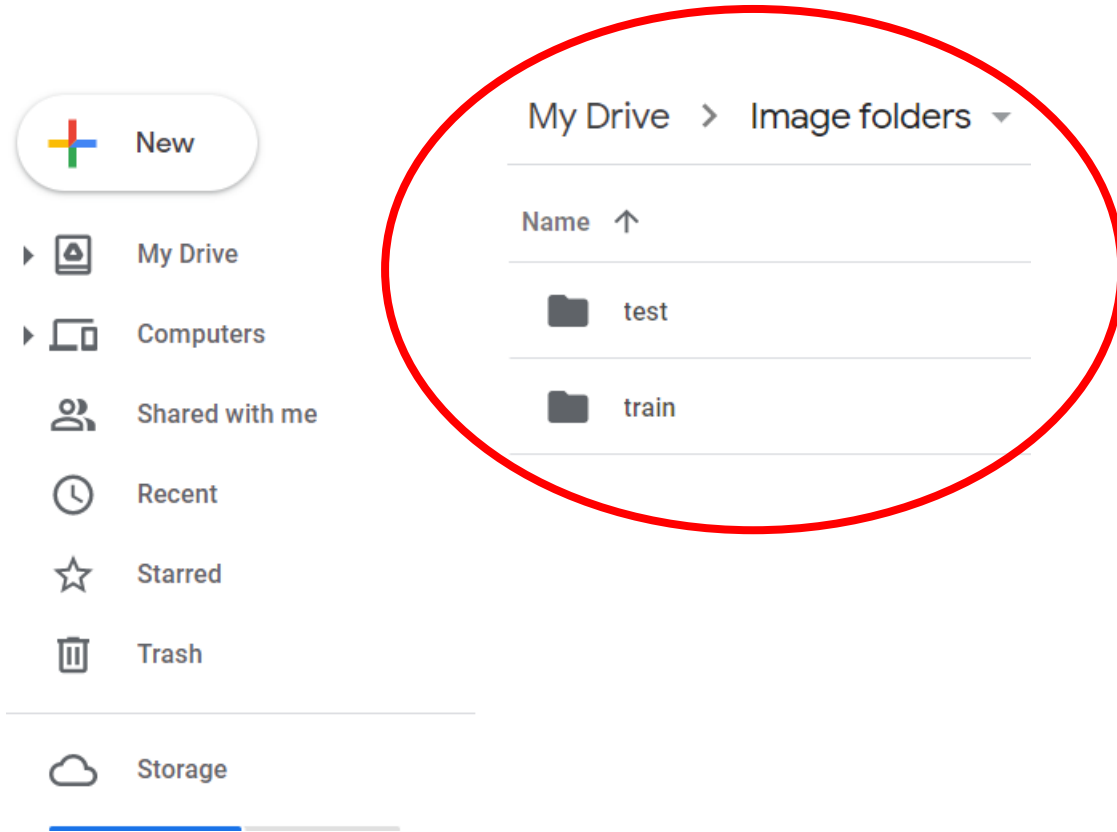 New
My Drive
Computers
Shared with me
Recent
Starred
Trash
Storage
My Drive > Image folders
Name
test
train